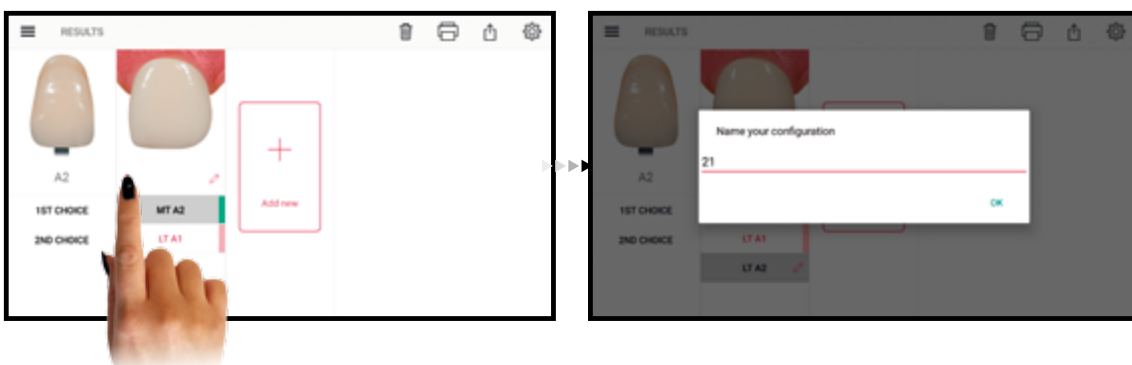 RESULTS
A2
1ST CHOICE
MT A2
2ND CHOICE
LT A1
Add new
RESULTS
Name your configuration
21
OK
A2
1ST CHOICE
2ND CHOICE
LT A1
LT A2